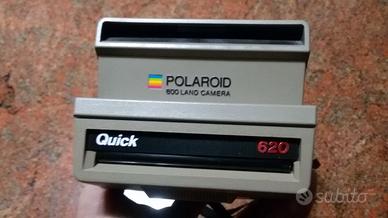 POLAROID
600 LAND CAMERA
Quick 620
subito